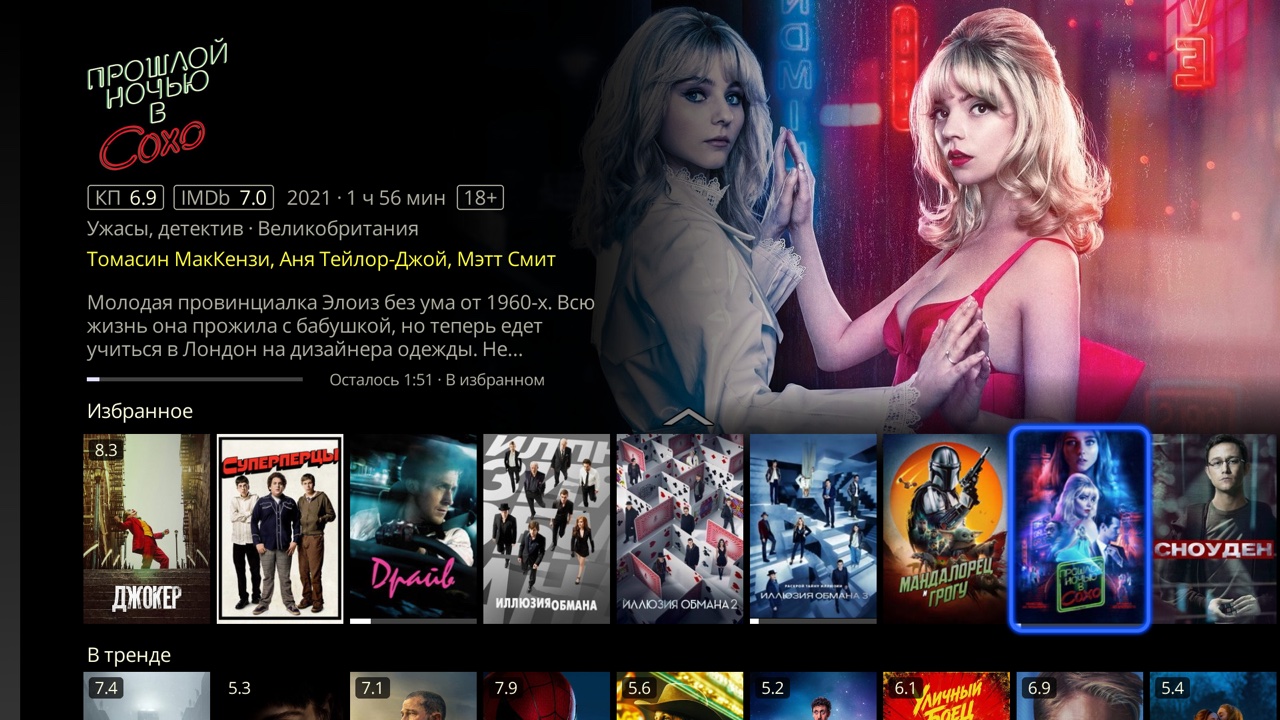 ПРОШЛОЙ
НОЧЬЮ
В
СОХО
КП 6.9 IMDb 7.0 2021 · 1 ч 56 мин 18+
Ужасы, детектив · Великобритания
Томасин МакКензи, Аня Тейлор-Джой, Мэтт Смит
Молодая провинциалка Элоиз без ума от 1960-х. Всю
жизнь она прожила с бабушкой, но теперь едет
учиться в Лондон на дизайнера одежды. Не...
Осталось 1:51 · В избранном
Избранное
8.3
ДЖОКЕР
СУПЕРПЕРЦЫ
Драйв
ИЛЛЮЗИЯ ОБМАНА
ИЛЛЮЗИЯ ОБМАНА 2
ИЛЛЮЗИЯ ОБМАНА 3
МАНДАЛОРЕЦ
И ГРОГУ
ПРОШЛОЙ
НОЧЬЮ
В
СОХО
СНОУДЕН
В тренде
7.4 5.3 7.1 7.9 5.6 5.2 6.1 6.9 5.4
УЛИЧНЫЙ
БОЕЦ